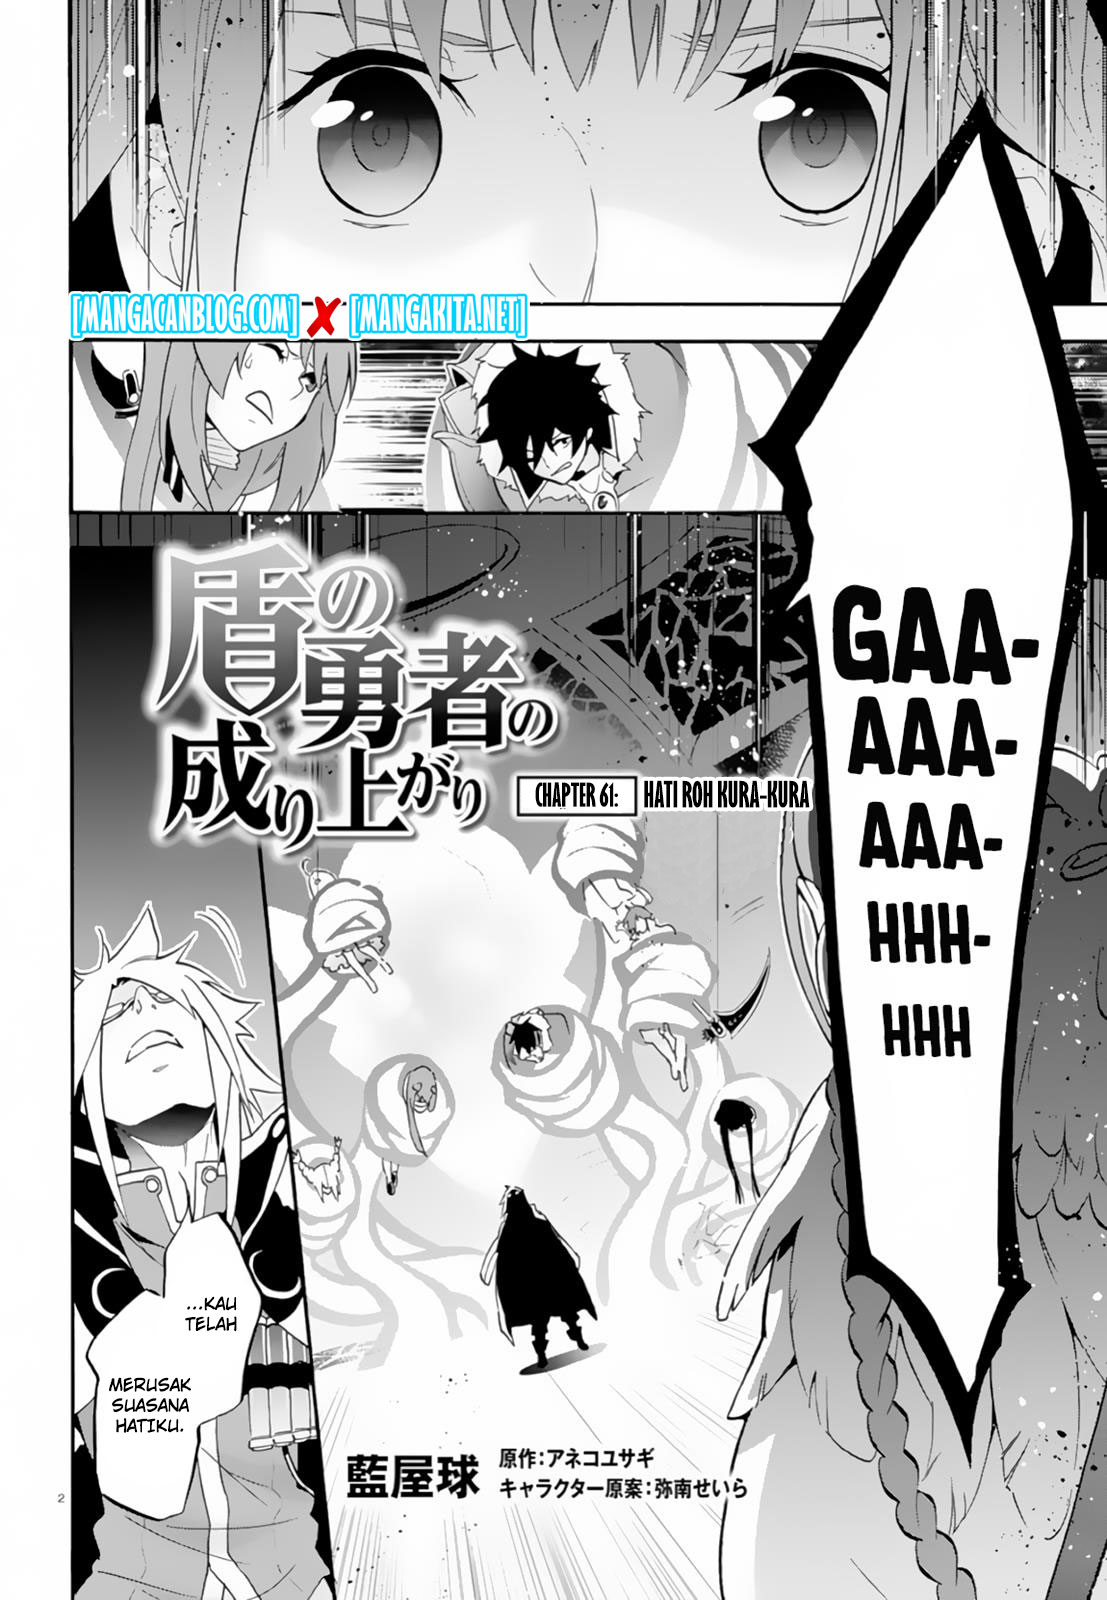 [MANGACANBLOG.COM] X [MANGAKITA.NET]
GAA-
AAA-
AAA-
HHH-
HHH
盾の勇者の
成り上がり
CHAPTER 61: HATI ROH KURA-KURA
...KAU
TELAH
MERUSAK
SUASANA
HATIKU.
藍屋球
原作：アネコユサギ
キャラクター原案：弥南せいら
2